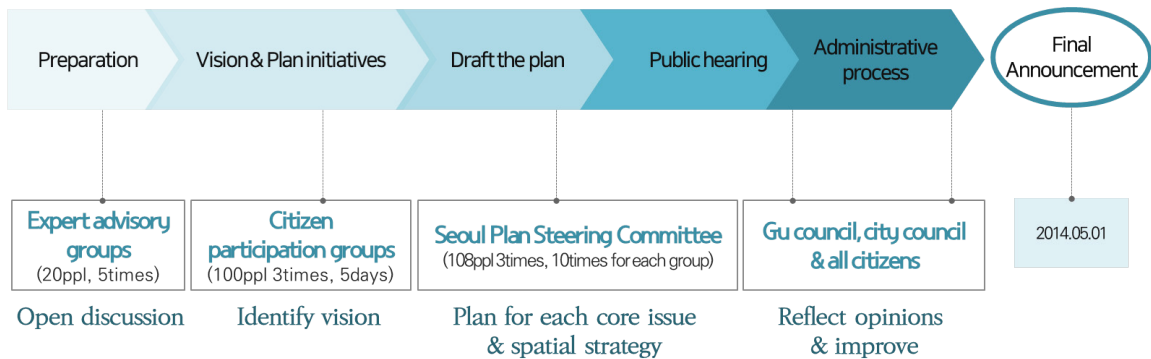 Preparation
Vision & Plan initiatives
Draft the plan
Public hearing
Administrative
process
Final
Announcement
Expert advisory
groups
(20ppl, 5times)
Citizen
participation groups
(100ppl 3times, 5days)
Seoul Plan Steering Committee
(108ppl 3times, 10times for each group)
Gu council, city council
& all citizens
2014.05.01
Open discussion
Identify vision
Plan for each core issue
& spatial strategy
Reflect opinions
& improve